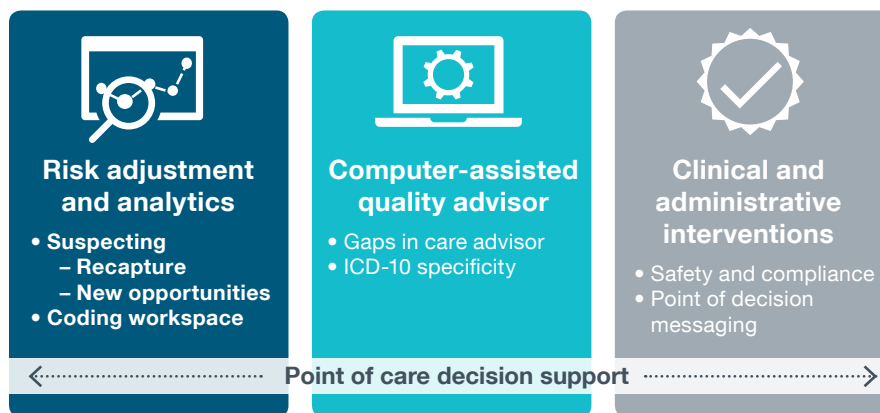 Risk adjustment
and analytics
• Suspecting
– Recapture
– New opportunities
• Coding workspace
Computer-assisted
quality advisor
• Gaps in care advisor
• ICD-10 specificity
Clinical and
administrative
interventions
• Safety and compliance
• Point of decision
messaging
Point of care decision support